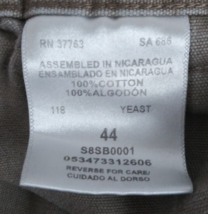 RN 37763 SA 686
ASSEMBLED IN NICARAGUA
ENSAMBLADO EN NICARAGUA
100%COTTON
100%ALGODÓN
118 YEAST
44
S8SB0001
053473312606
REVERSE FOR CARE/
CUIDADO AL DORSO